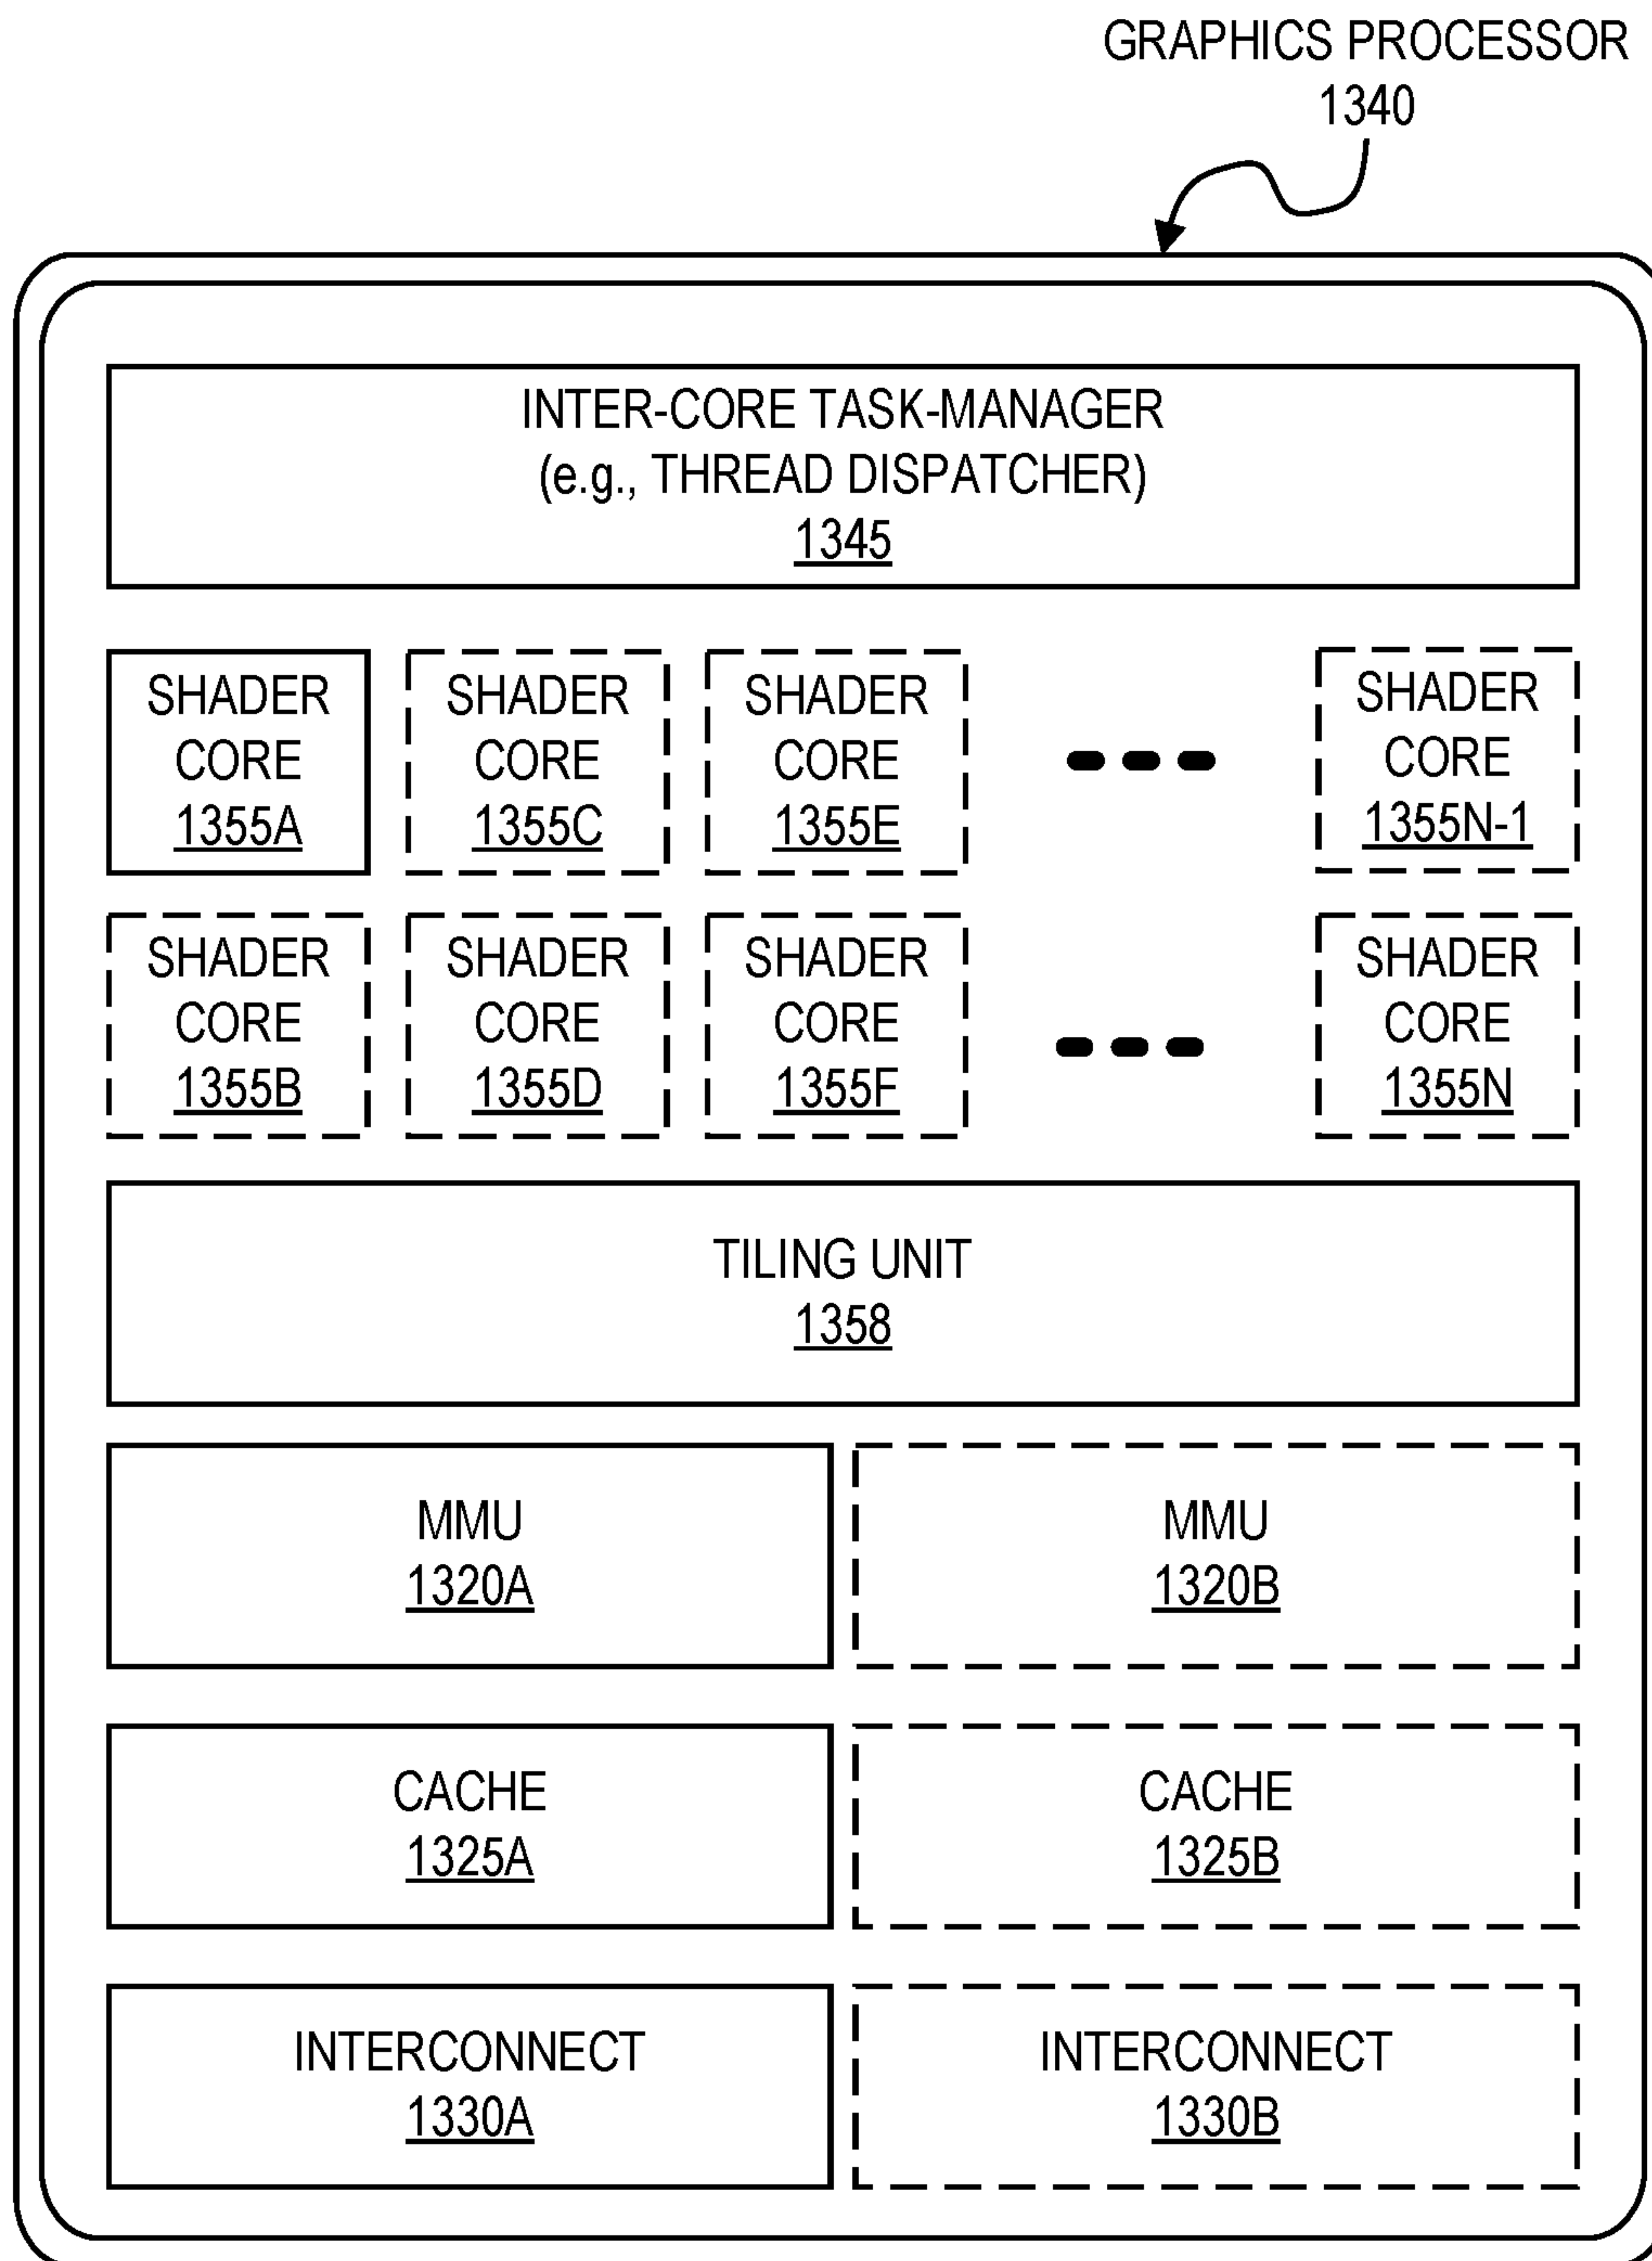 GRAPHICS PROCESSOR
1340
INTER-CORE TASK-MANAGER
(e.g., THREAD DISPATCHER)
1345
SHADER
CORE
1355A
SHADER
CORE
1355C
SHADER
CORE
1355E
SHADER
CORE
1355N-1
SHADER
CORE
1355B
SHADER
CORE
1355D
SHADER
CORE
1355F
SHADER
CORE
1355N
TILING UNIT
1358
MMU
1320A
MMU
1320B
CACHE
1325A
CACHE
1325B
INTERCONNECT
1330A
INTERCONNECT
1330B